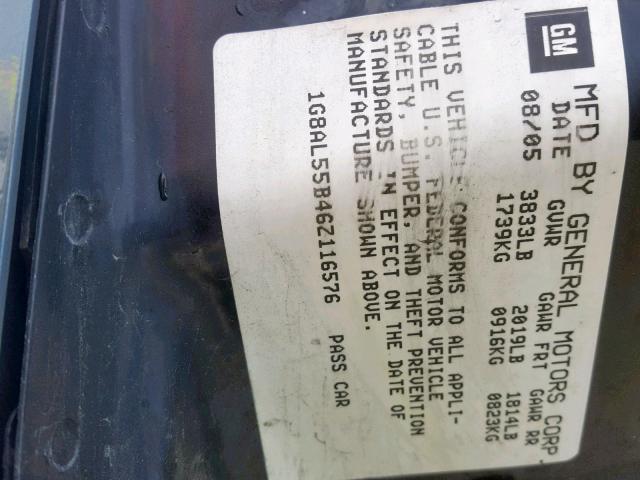 GM
MFD BY GENERAL MOTORS CORP.
DATE GVWR GAWR FRT GAWR RR
08/05 3833LB 2019LB 1814LB
1739KG 0916KG 0823KG
THIS VEHICLE CONFORMS TO ALL APPLI-
CABLE U.S. FEDERAL MOTOR VEHICLE
SAFETY, BUMPER, AND THEFT PREVENTION
STANDARDS IN EFFECT ON THE DATE OF
MANUFACTURE SHOWN ABOVE.
1G8AL55B46Z116576 PASS CAR